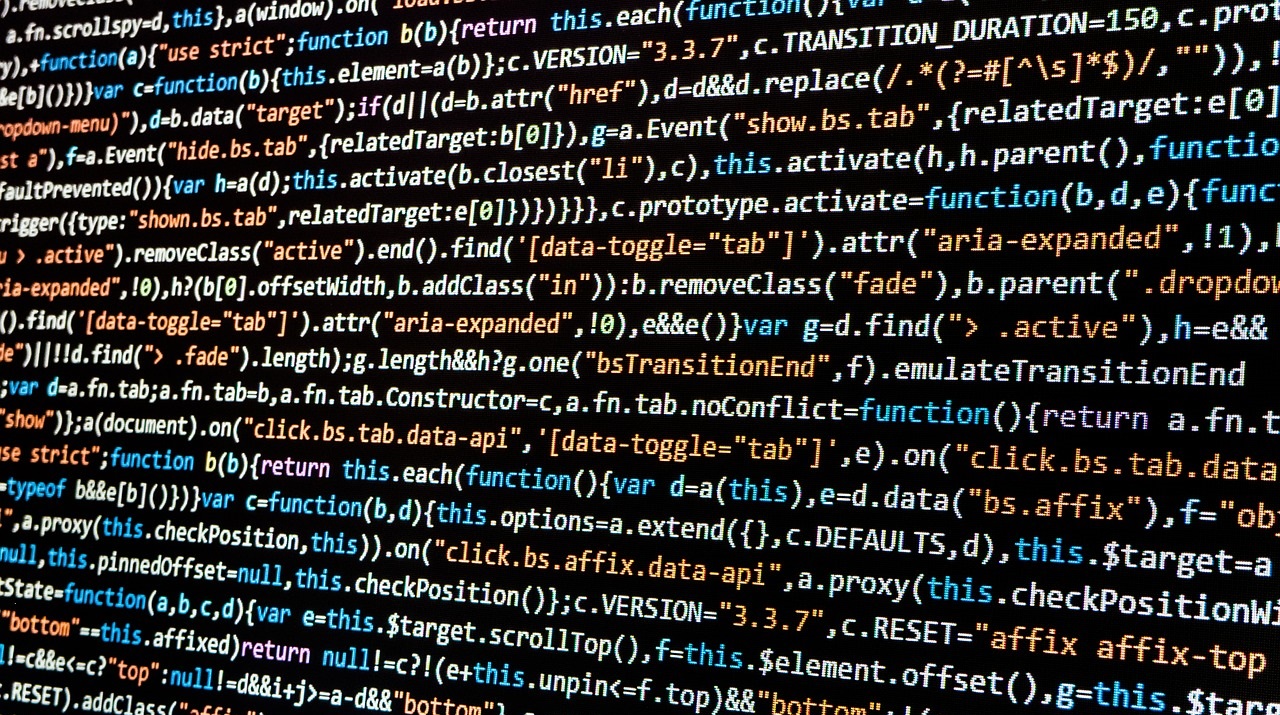 a.fn.scrollspy=d,this},a(window).on("load.bs.
y),+function(a){"use strict";function b(b){return this.each(function(){var d=a
&e[b]()})}var c=function(b){this.element=a(b)};c.VERSION="3.3.7",c.TRANSITION_DURATION=150,c.prot
ropdown-menu)"),d=b.data("target");if(d||(d=b.attr("href"),d=d&&d.replace(/.*(?=#[^\s]*$)/,"")),!
st a"),f=a.Event("hide.bs.tab",{relatedTarget:b[0]}),g=a.Event("show.bs.tab",{relatedTarget:e[0]
faultPrevented()){var h=a(d);this.activate(b.closest("li"),c),this.activate(h,h.parent(),functio
rigger({type:"shown.bs.tab",relatedTarget:e[0]})})}}},c.prototype.activate=function(b,d,e){func
u > .active").removeClass("active").end().find('[data-toggle="tab"]').attr("aria-expanded",!1),
ria-expanded",!0),h?(b[0].offsetWidth,b.addClass("in")):b.removeClass("fade"),b.parent(".dropdow
().find('[data-toggle="tab"]').attr("aria-expanded",!0),e&&e()}var g=d.find("> .active"),h=e&&
de")||!!d.find("> .fade").length);g.length&&h?g.one("bsTransitionEnd",f).emulateTransitionEnd
;var d=a.fn.tab;a.fn.tab=b,a.fn.tab.Constructor=c,a.fn.tab.noConflict=function(){return a.fn.t
"show")};a(document).on("click.bs.tab.data-api",'[data-toggle="tab"]',e).on("click.bs.tab.data
se strict";function b(b){return this.each(function(){var d=a(this),e=d.data("bs.affix"),f="ob
=typeof b&&e[b]()})}var c=function(b,d){this.options=a.extend({},c.DEFAULTS,d),this.$target=a
",a.proxy(this.checkPosition,this)).on("click.bs.affix.data-api",a.proxy(this.checkPositionWi
null,this.pinnedOffset=null,this.checkPosition()};c.VERSION="3.3.7",c.RESET="affix affix-top
tState=function(a,b,c,d){var e=this.$target.scrollTop(),f=this.$element.offset(),g=this.$targ
"bottom"==this.affixed)return null!=c?!(e+this.unpin<=f.top)&&"bottom"
l!=c&&e<=c?"top":null!=d&&i+j>=a-d&&"bottom"}
.RESET).addClass("affi